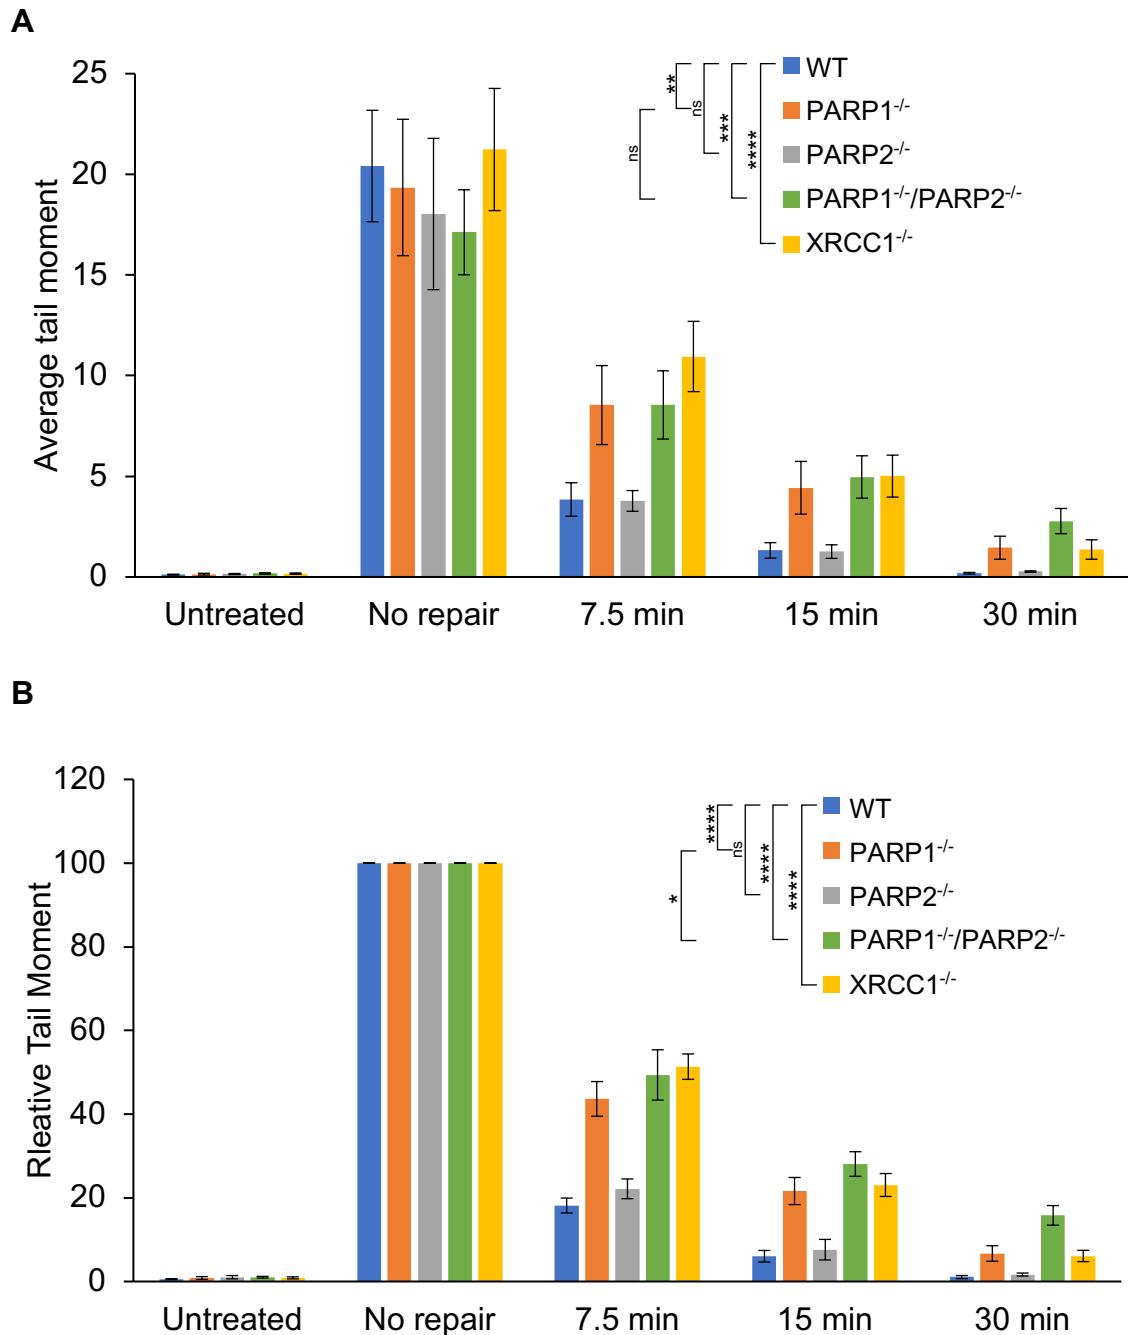 A
25
20
15
10
5
0
Average tail moment
** ns *** ****
ns
WT
PARP1-/-
PARP2-/-
PARP1-/-/PARP2-/-
XRCC1-/-
Untreated No repair 7.5 min 15 min 30 min
B
120
100
80
60
40
20
0
Rleative Tail Moment
**** ns **** ****
*
WT
PARP1-/-
PARP2-/-
PARP1-/-/PARP2-/-
XRCC1-/-
Untreated No repair 7.5 min 15 min 30 min